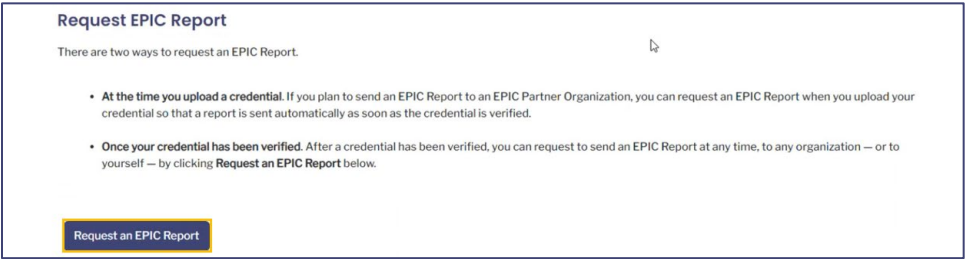 Request EPIC Report
There are two ways to request an EPIC Report.
• At the time you upload a credential. If you plan to send an EPIC Report to an EPIC Partner Organization, you can request an EPIC Report when you upload your
credential so that a report is sent automatically as soon as the credential is verified.
• Once your credential has been verified. After a credential has been verified, you can request to send an EPIC Report at any time, to any organization — or to
yourself — by clicking Request an EPIC Report below.
Request an EPIC Report